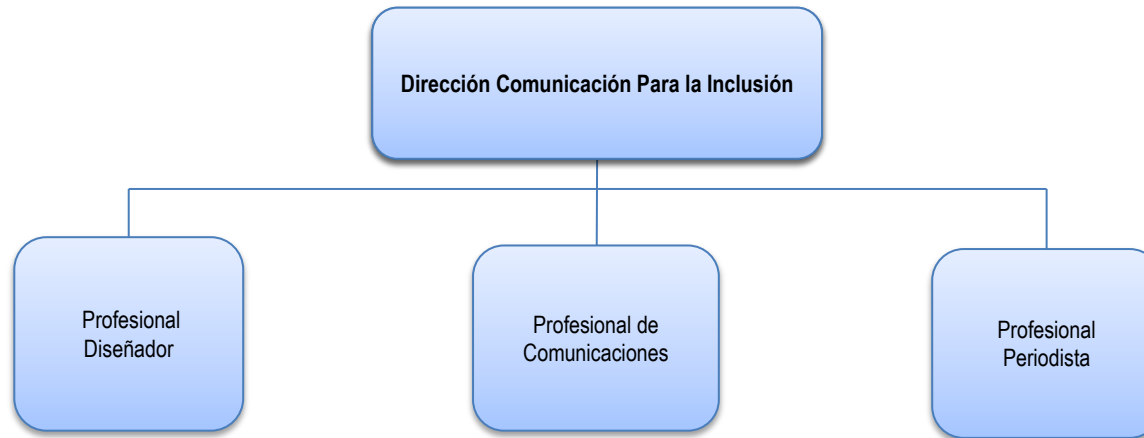 Dirección Comunicación Para la Inclusión
Profesional
Diseñador
Profesional de
Comunicaciones
Profesional
Periodista